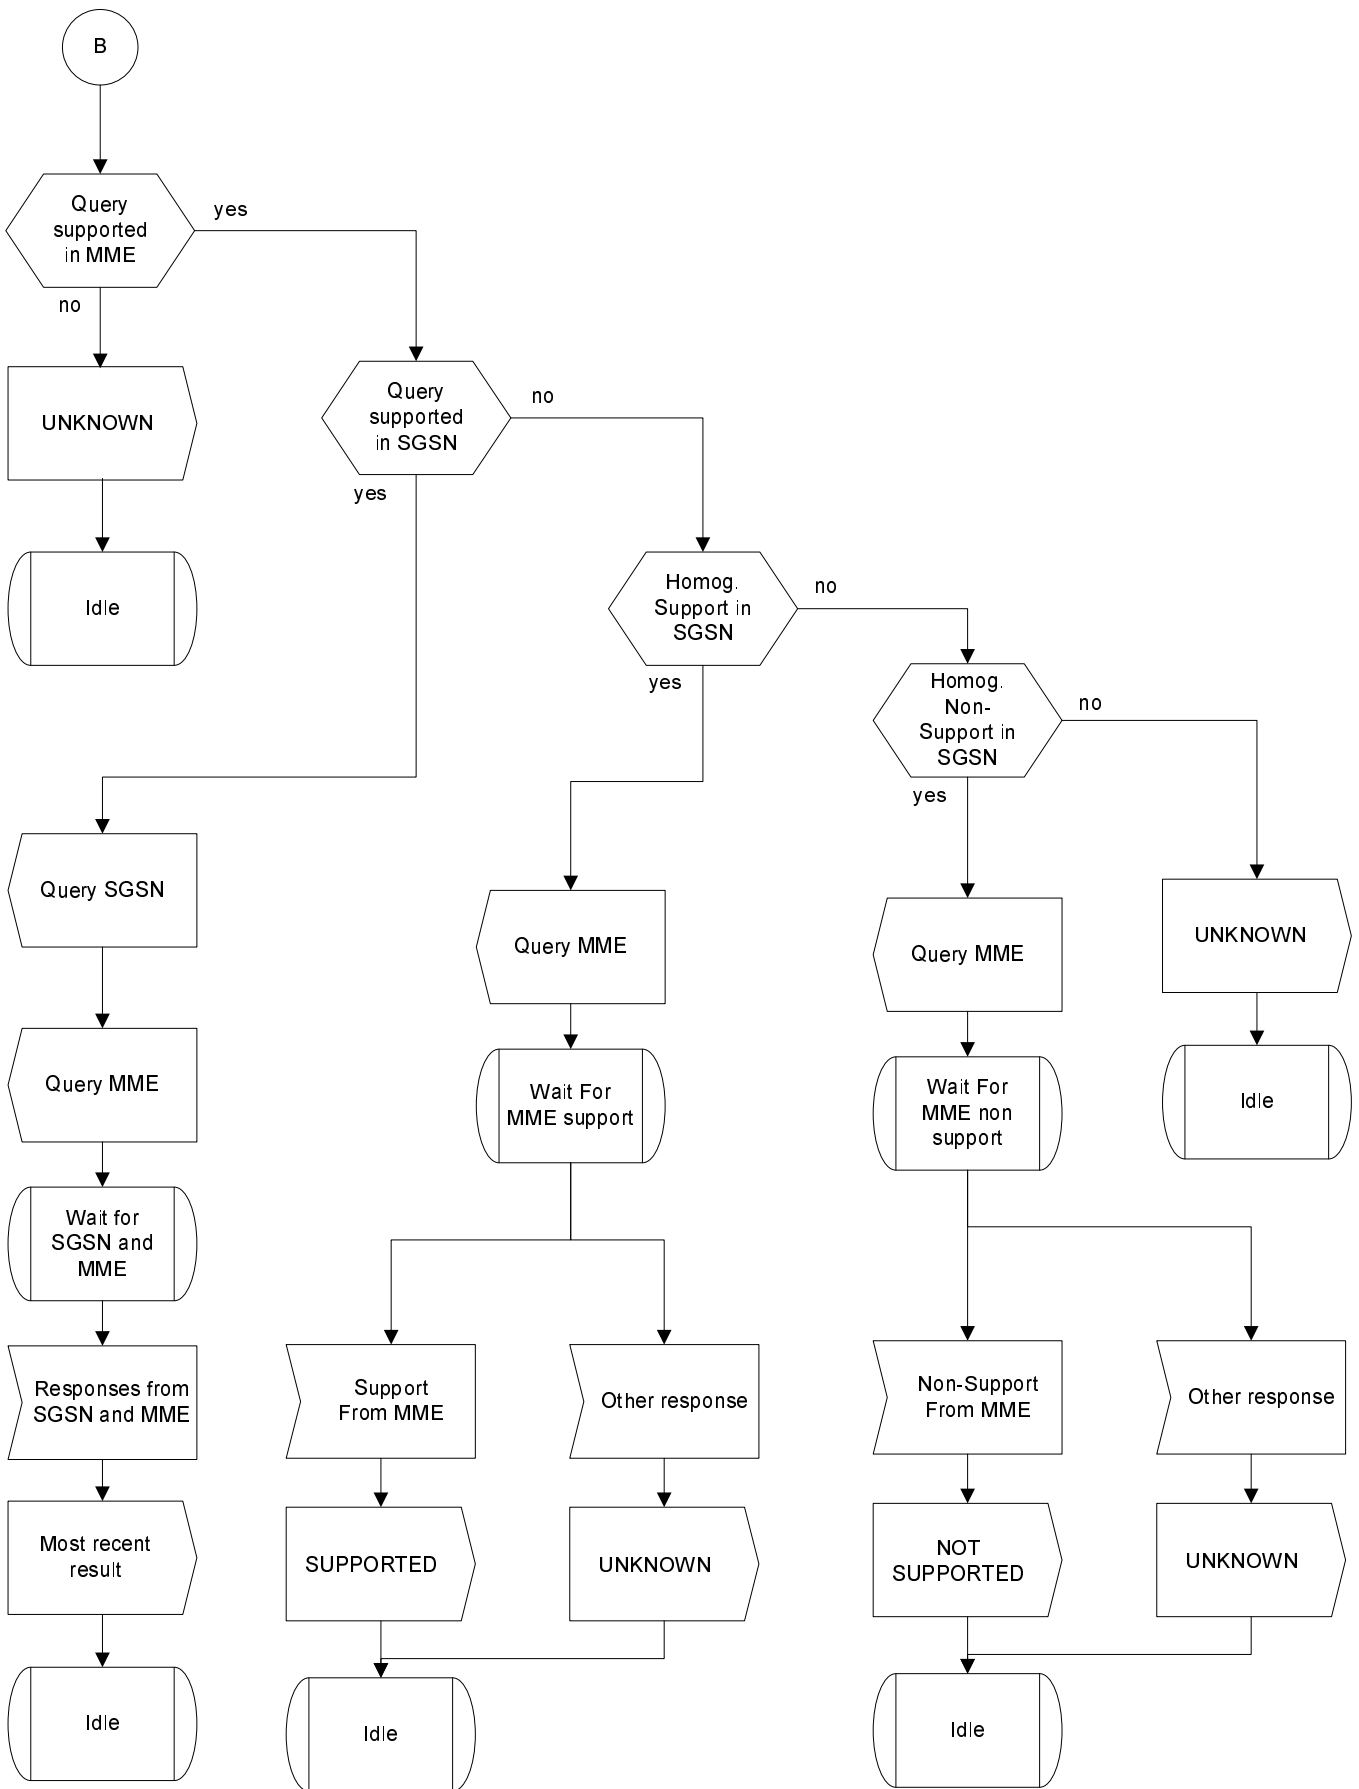 B
Query
supported
in MME
yes
no
UNKNOWN
Idle
Query
supported
in SGSN
no
yes
Homog.
Support in
SGSN
no
yes
Homog.
Non-
Support in
SGSN
no
yes
Query SGSN
Query MME
Wait for
SGSN and
MME
Responses from
SGSN and MME
Most recent
result
Idle
Query MME
Wait For
MME support
Support
From MME
Other response
SUPPORTED
UNKNOWN
Idle
Query MME
Wait For
MME non
support
Non-Support
From MME
Other response
NOT
SUPPORTED
UNKNOWN
Idle
UNKNOWN
Idle